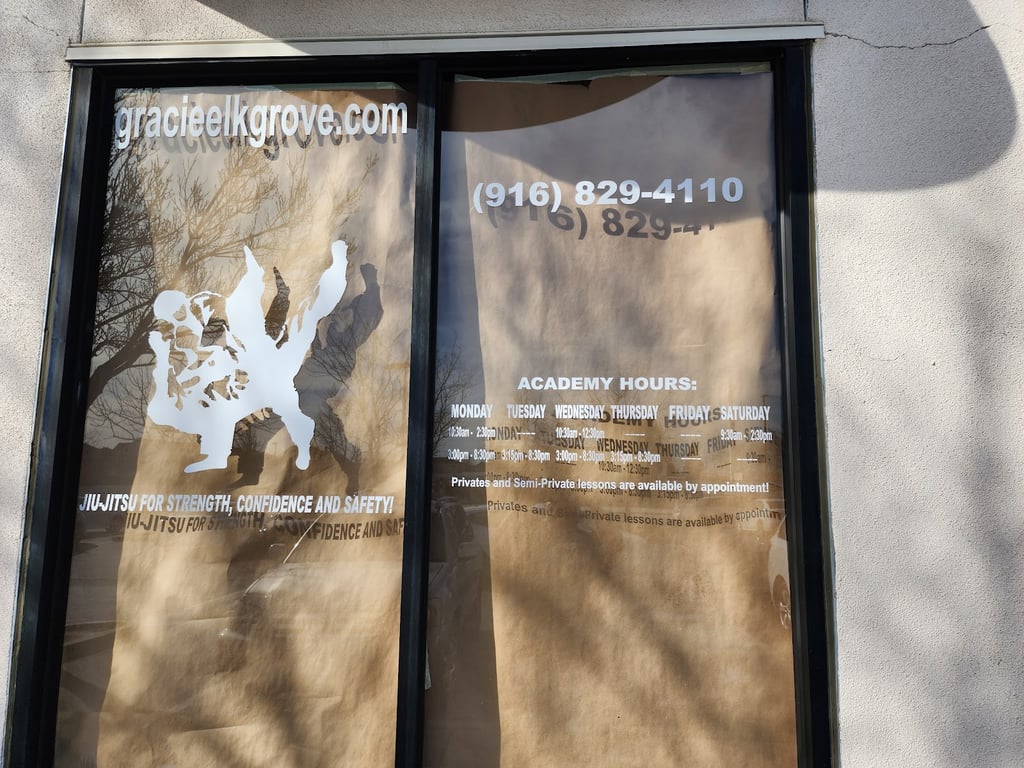 gracieelkgrove.com
JIU-JITSU FOR STRENGTH, CONFIDENCE AND SAFETY!
(916) 829-4110
ACADEMY HOURS:
MONDAY TUESDAY WEDNESDAY THURSDAY FRIDAY SATURDAY
10:30am - 2:30pm ---- 10:30am - 12:30pm ---- ---- 9:30am - 2:30pm
3:00pm - 8:30pm 3:15pm - 8:30pm 3:00pm - 8:30pm 3:15pm - 8:30pm ---- ----
Privates and Semi-Private lessons are available by appointment!